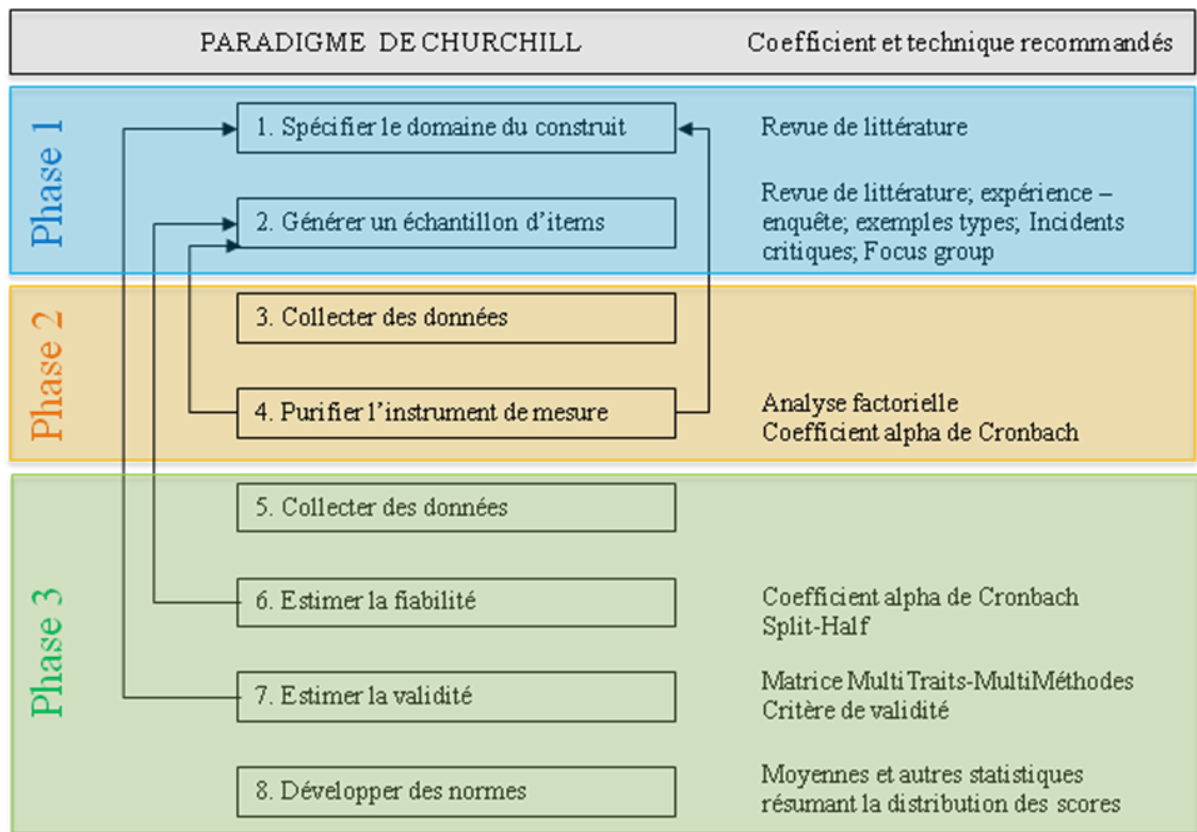 PARADIGME DE CHURCHILL
Coefficient et technique recommandés
Phase 1
1. Spécifier le domaine du construit
Revue de littérature
2. Générer un échantillon d'items
Revue de littérature; expérience –
enquête; exemples types; Incidents
critiques; Focus group
Phase 2
3. Collecter des données
4. Purifier l'instrument de mesure
Analyse factorielle
Coefficient alpha de Cronbach
Phase 3
5. Collecter des données
6. Estimer la fiabilité
Coefficient alpha de Cronbach
Split-Half
7. Estimer la validité
Matrice MultiTraits-MultiMéthodes
Critère de validité
8. Développer des normes
Moyennes et autres statistiques
résumant la distribution des scores